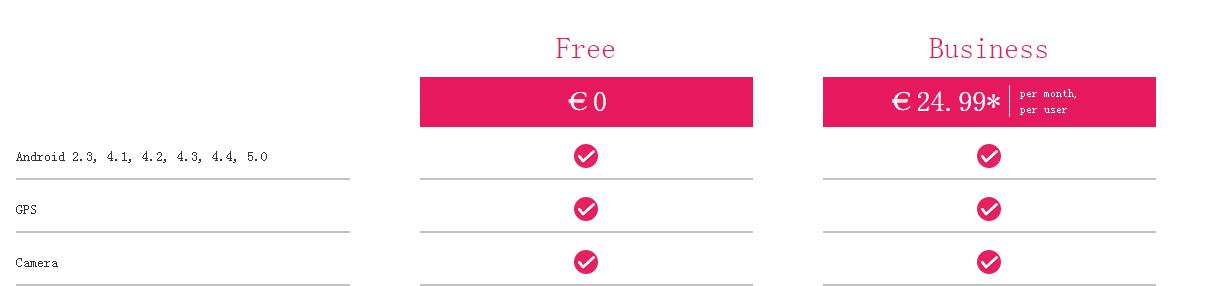 Free
Business
€0
€24.99*
per month,
per user
Android 2.3, 4.1, 4.2, 4.3, 4.4, 5.0
GPS
Camera